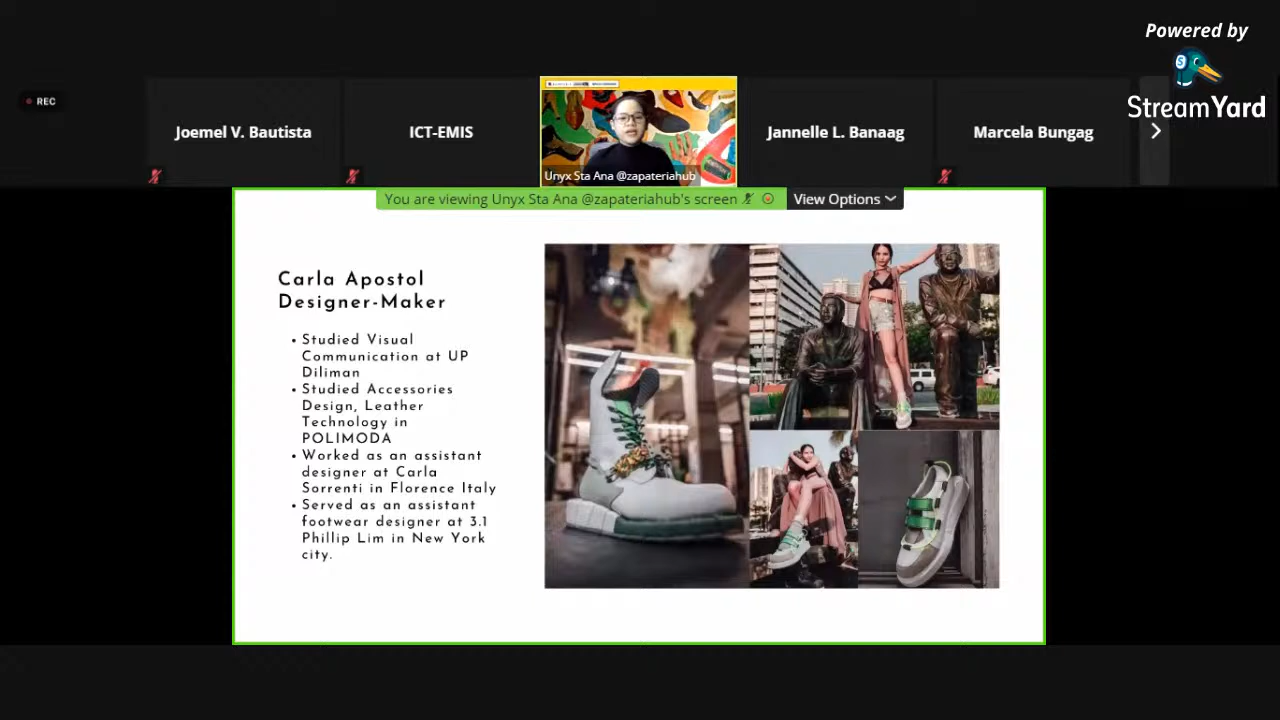 Powered by
StreamYard
REC
Joemel V. Bautista
ICT-EMIS
Unyx Sta Ana @zapateriahub
Jannelle L. Banaag
Marcela Bungag
You are viewing Unyx Sta Ana @zapateriahub's screen
View Options
Carla Apostol
Designer-Maker
• Studied Visual
Communication at UP
Diliman
• Studied Accessories
Design, Leather
Technology in
POLIMODA
• Worked as an assistant
designer at Carla
Sorrenti in Florence Italy
• Served as an assistant
footwear designer at 3.1
Phillip Lim in New York
city.